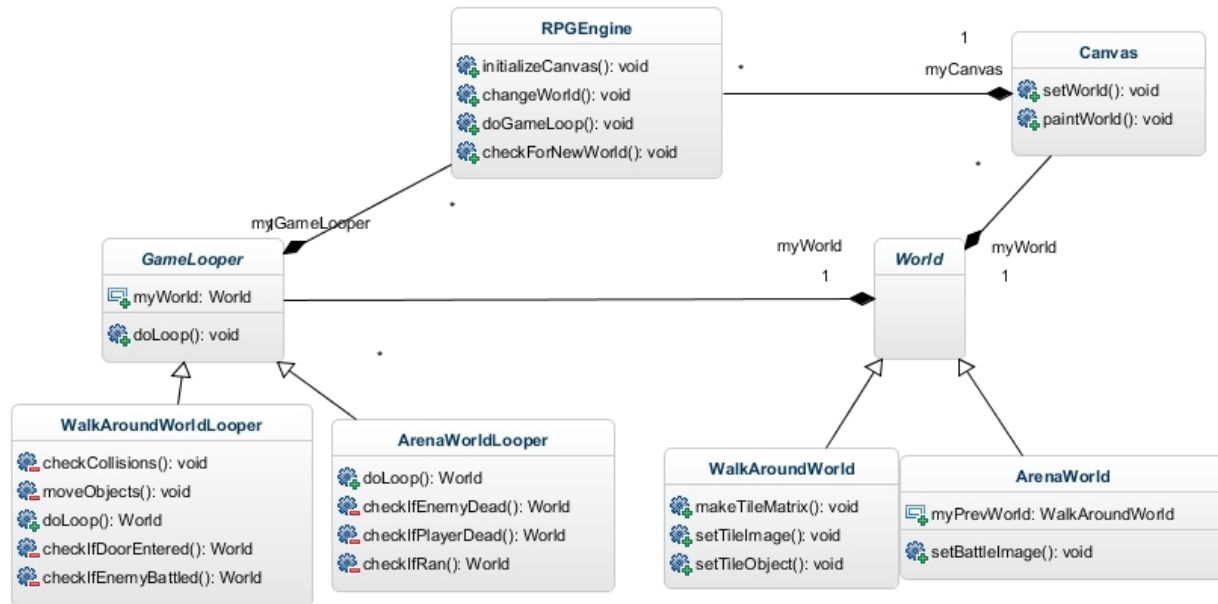 RPGEngine
initializeCanvas(): void
changeWorld(): void
doGameLoop(): void
checkForNewWorld(): void
1
*
myCanvas
Canvas
setWorld(): void
paintWorld(): void
*
*
myGameLooper
1
GameLooper
myWorld: World
doLoop(): void
*
myWorld
1
World
myWorld
1
WalkAroundWorldLooper
checkCollisions(): void
moveObjects(): void
doLoop(): World
checkIfDoorEntered(): World
checkIfEnemyBattled(): World
ArenaWorldLooper
doLoop(): World
checkIfEnemyDead(): World
checkIfPlayerDead(): World
checkIfRan(): World
WalkAroundWorld
makeTileMatrix(): void
setTileImage(): void
setTileObject(): void
ArenaWorld
myPrevWorld: WalkAroundWorld
setBattleImage(): void